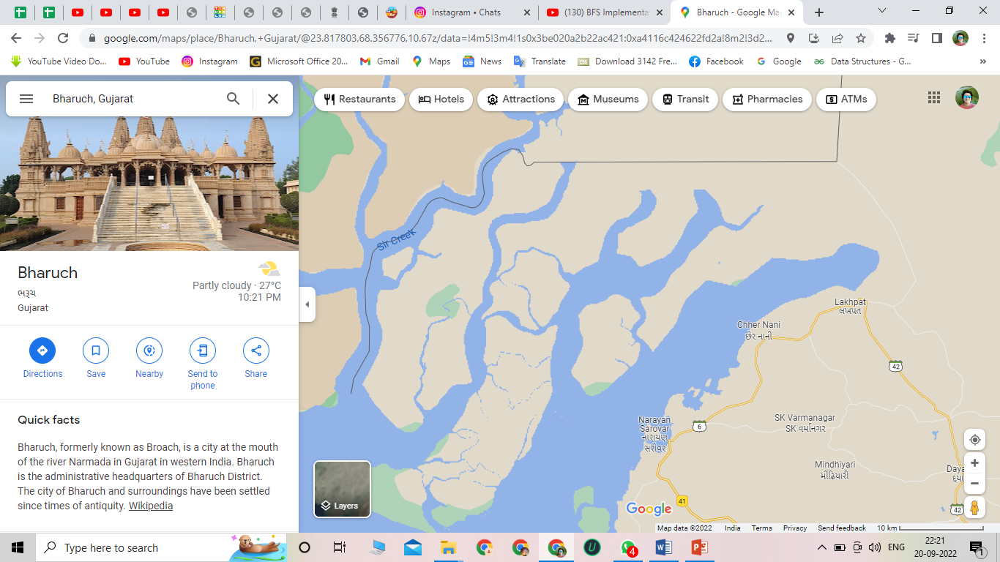 Instagram • Chats
(130) BFS Implementa
Bharuch - Google Ma
google.com/maps/place/Bharuch,+Gujarat/@23.817803,68.356776,10.67z/data=!4m5!3m4!1s0x3be020a2b22ac421:0xa4116c424622fd2a!8m2!3d2...
YouTube Video Do...
YouTube
Instagram
Microsoft Office 20...
Gmail
Maps
News
Translate
Download 3142 Fre...
Facebook
Google
Data Structures - G...
»
Bharuch, Gujarat
Restaurants
Hotels
Attractions
Museums
Transit
Pharmacies
ATMs
Bharuch
ભરૂચ
Gujarat
Partly cloudy · 27°C
10:21 PM
Directions
Save
Nearby
Send to
phone
Share
Quick facts
Bharuch, formerly known as Broach, is a city at the mouth
of the river Narmada in Gujarat in western India. Bharuch
is the administrative headquarters of Bharuch District.
The city of Bharuch and surroundings have been settled
since times of antiquity. Wikipedia
Sir Creek
Lakhpat
લખપત
Chher Nani
છેર નાની
42
Narayan
Sarovar
નારાયણ
સરોવર
6
SK Varmanagar
SK વર્માનગર
Mindhiyari
મીંઢિયારી
Daya
દયા
41
42
Layers
Google
Map data ©2022
India
Terms
Privacy
Send feedback
10 km
Type here to search
4
ENG
22:21
20-09-2022
1